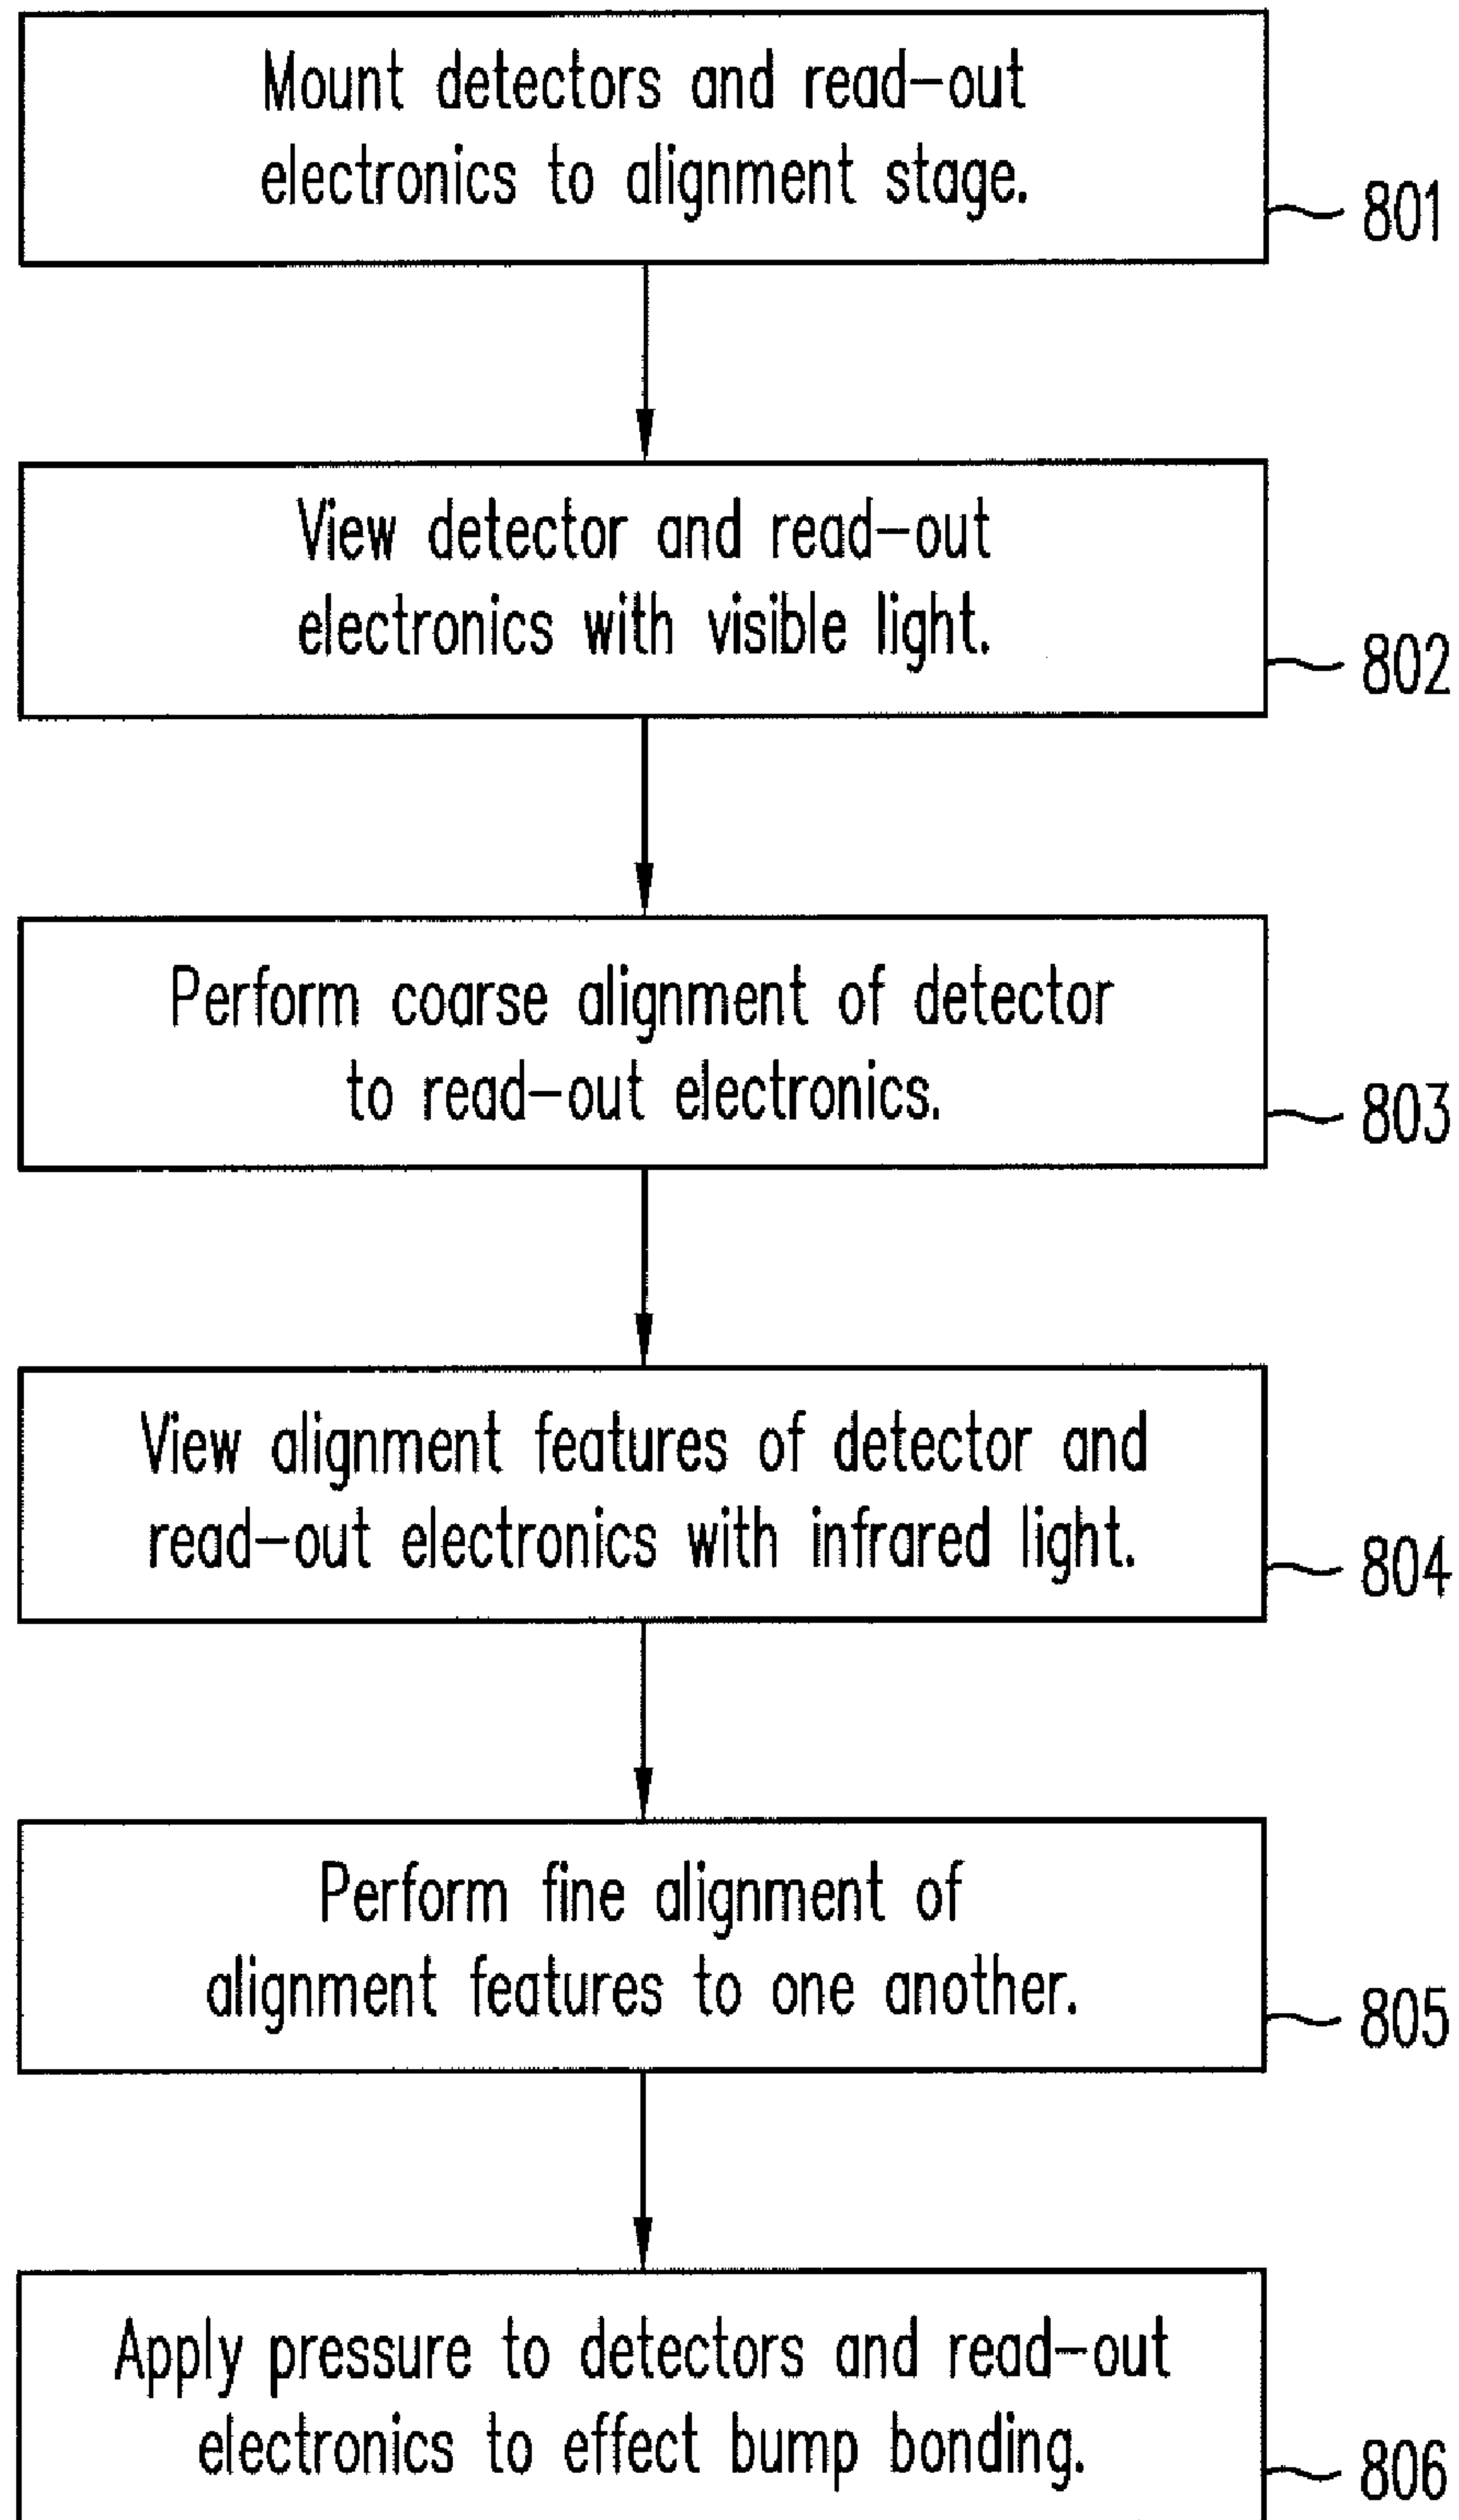 Mount detectors and read-out
electronics to alignment stage.
801
View detector and read-out
electronics with visible light.
802
Perform coarse alignment of detector
to read-out electronics.
803
View alignment features of detector and
read-out electronics with infrared light.
804
Perform fine alignment of
alignment features to one another.
805
Apply pressure to detectors and read-out
electronics to effect bump bonding.
806